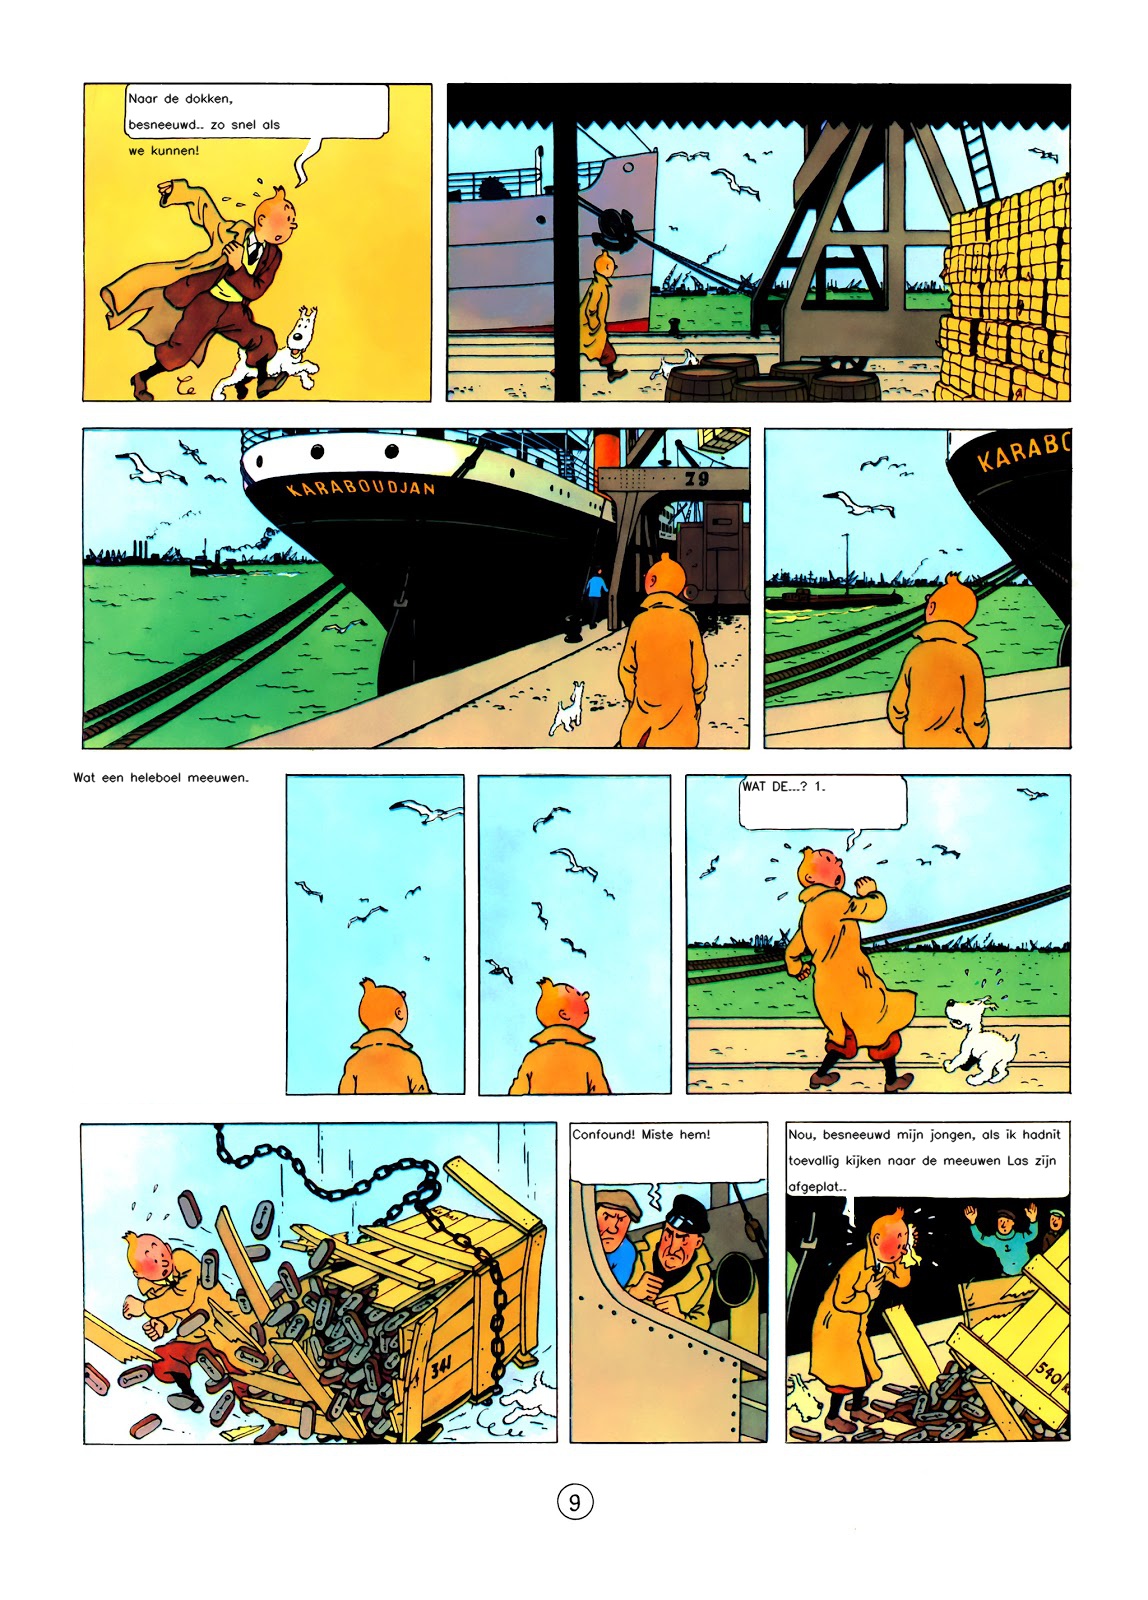 Naar de dokken,
besneeuwd.. zo snel als
we kunnen!
KARABOUDJAN
79
KARABO
Wat een heleboel meeuwen.
WAT DE...? 1.
341
Confound! Miste hem!
Nou, besneeuwd mijn jongen, als ik hadnit
toevallig kijken naar de meeuwen Las zijn
afgeplat..
540
9